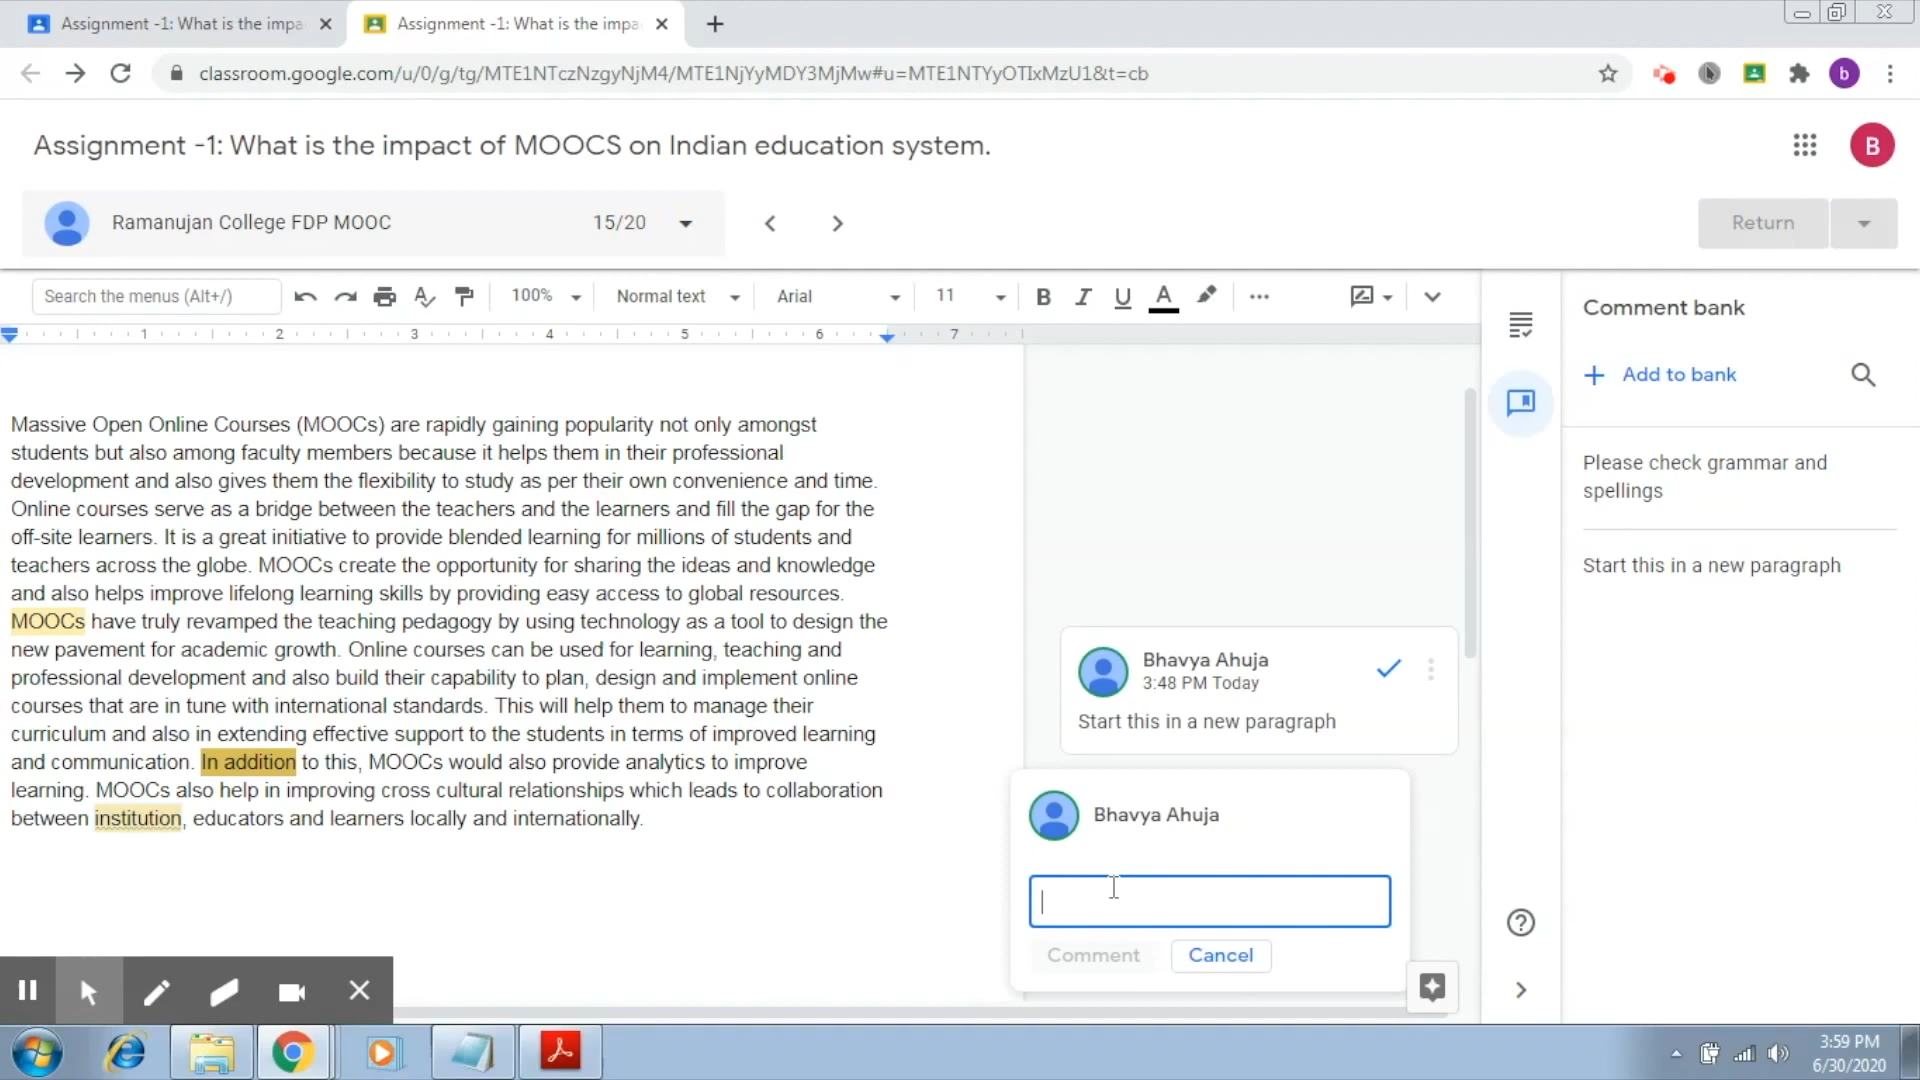 Assignment -1: What is the impa
Assignment -1: What is the impa
classroom.google.com/u/0/g/tg/MTE1NTczNzgyNjM4/MTE1NjYyMDY3MjMw#u=MTE1NTYyOTIxMzU1&t=cb
b
Assignment -1: What is the impact of MOOCS on Indian education system.
B
Ramanujan College FDP MOOC 15/20
Return
Search the menus (Alt+/) 100% Normal text Arial 11 B I U A
1 2 3 4 5 6 7
Comment bank
Add to bank
Please check grammar and
spellings
Start this in a new paragraph
Massive Open Online Courses (MOOCs) are rapidly gaining popularity not only amongst
students but also among faculty members because it helps them in their professional
development and also gives them the flexibility to study as per their own convenience and time.
Online courses serve as a bridge between the teachers and the learners and fill the gap for the
off-site learners. It is a great initiative to provide blended learning for millions of students and
teachers across the globe. MOOCs create the opportunity for sharing the ideas and knowledge
and also helps improve lifelong learning skills by providing easy access to global resources.
MOOCs have truly revamped the teaching pedagogy by using technology as a tool to design the
new pavement for academic growth. Online courses can be used for learning, teaching and
professional development and also build their capability to plan, design and implement online
courses that are in tune with international standards. This will help them to manage their
curriculum and also in extending effective support to the students in terms of improved learning
and communication. In addition to this, MOOCs would also provide analytics to improve
learning. MOOCs also help in improving cross cultural relationships which leads to collaboration
between institution, educators and learners locally and internationally.
Bhavya Ahuja
3:48 PM Today
Start this in a new paragraph
Bhavya Ahuja
Comment Cancel
3:59 PM
6/30/2020